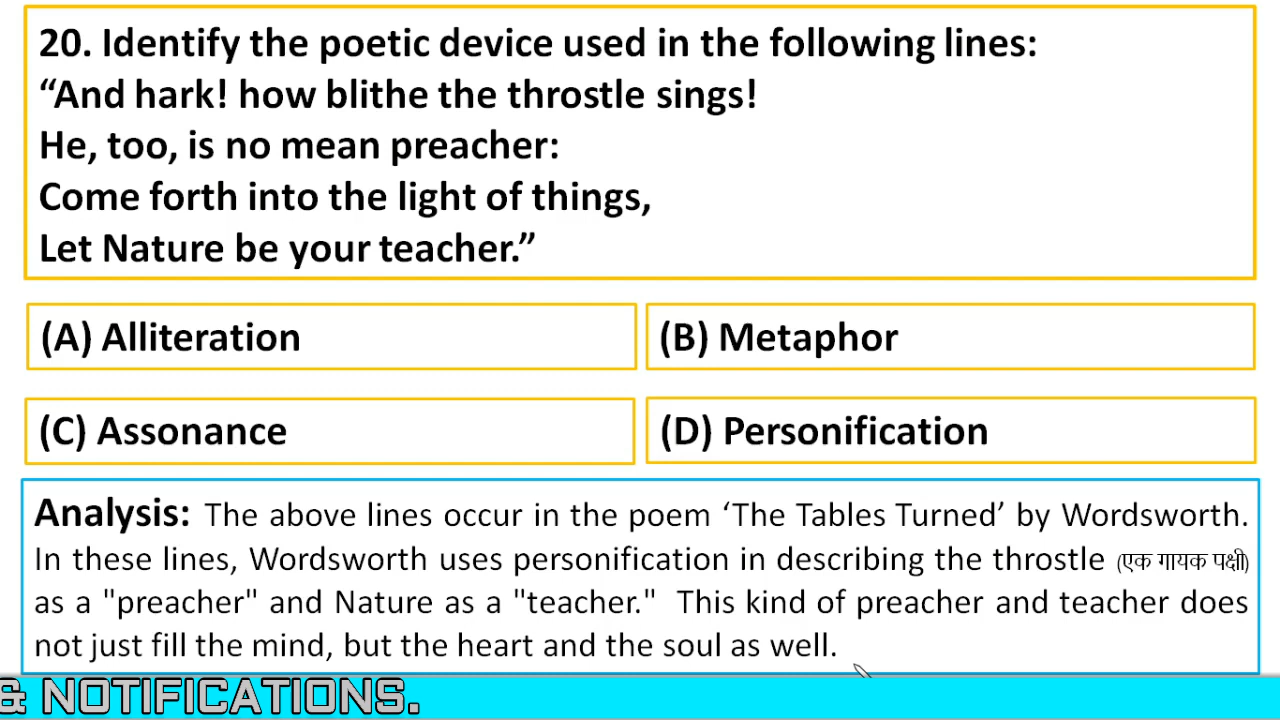 20. Identify the poetic device used in the following lines:
“And hark! how blithe the throstle sings!
He, too, is no mean preacher:
Come forth into the light of things,
Let Nature be your teacher.”
(A) Alliteration
(B) Metaphor
(C) Assonance
(D) Personification
Analysis: The above lines occur in the poem ‘The Tables Turned’ by Wordsworth.
In these lines, Wordsworth uses personification in describing the throstle (एक गायक पक्षी)
as a "preacher" and Nature as a "teacher." This kind of preacher and teacher does
not just fill the mind, but the heart and the soul as well.
& NOTIFICATIONS.